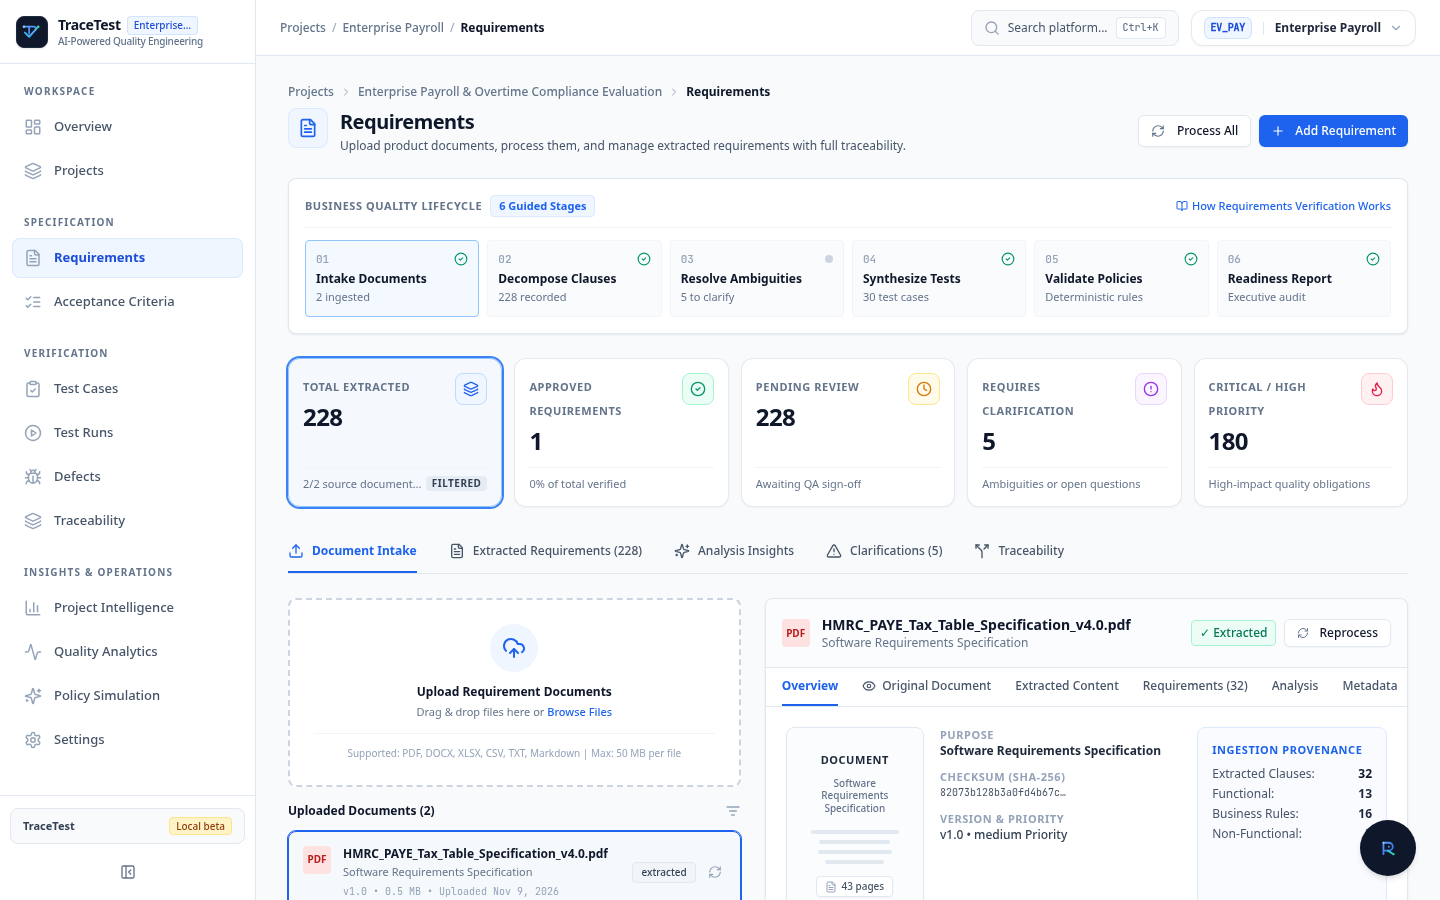 TraceTest
Enterprise...
AI-Powered Quality Engineering
WORKSPACE
Overview
Projects
SPECIFICATION
Requirements
Acceptance Criteria
VERIFICATION
Test Cases
Test Runs
Defects
Traceability
INSIGHTS & OPERATIONS
Project Intelligence
Quality Analytics
Policy Simulation
Settings
TraceTest
Local beta
Projects / Enterprise Payroll / Requirements
Search platform...
Ctrl+K
EV_PAY
Enterprise Payroll
Projects > Enterprise Payroll & Overtime Compliance Evaluation > Requirements
Requirements
Upload product documents, process them, and manage extracted requirements with full traceability.
Process All
Add Requirement
BUSINESS QUALITY LIFECYCLE
6 Guided Stages
How Requirements Verification Works
01
Intake Documents
2 ingested
02
Decompose Clauses
228 recorded
03
Resolve Ambiguities
5 to clarify
04
Synthesize Tests
30 test cases
05
Validate Policies
Deterministic rules
06
Readiness Report
Executive audit
TOTAL EXTRACTED
228
2/2 source document...
FILTERED
APPROVED
REQUIREMENTS
1
0% of total verified
PENDING REVIEW
228
Awaiting QA sign-off
REQUIRES
CLARIFICATION
5
Ambiguities or open questions
CRITICAL / HIGH
PRIORITY
180
High-impact quality obligations
Document Intake
Extracted Requirements (228)
Analysis Insights
Clarifications (5)
Traceability
Upload Requirement Documents
Drag & drop files here or Browse Files
Supported: PDF, DOCX, XLSX, CSV, TXT, Markdown | Max: 50 MB per file
Uploaded Documents (2)
PDF
HMRC_PAYE_Tax_Table_Specification_v4.0.pdf
Software Requirements Specification
v1.0 • 0.5 MB • Uploaded Nov 9, 2026
extracted
PDF
HMRC_PAYE_Tax_Table_Specification_v4.0.pdf
Software Requirements Specification
✓ Extracted
Reprocess
Overview
Original Document
Extracted Content
Requirements (32)
Analysis
Metadata
DOCUMENT
Software
Requirements
Specification
43 pages
PURPOSE
Software Requirements Specification
CHECKSUM (SHA-256)
82073b128b3a0fd4b67c…
VERSION & PRIORITY
v1.0 • medium Priority
INGESTION PROVENANCE
Extracted Clauses: 32
Functional: 13
Business Rules: 16
Non-Functional: